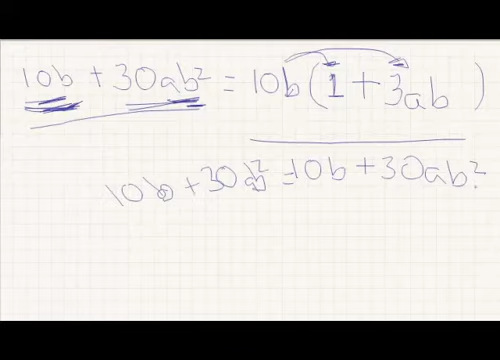 10b + 30ab² = 10b(1 + 3ab)
10b + 30ab² = 10b + 30ab²